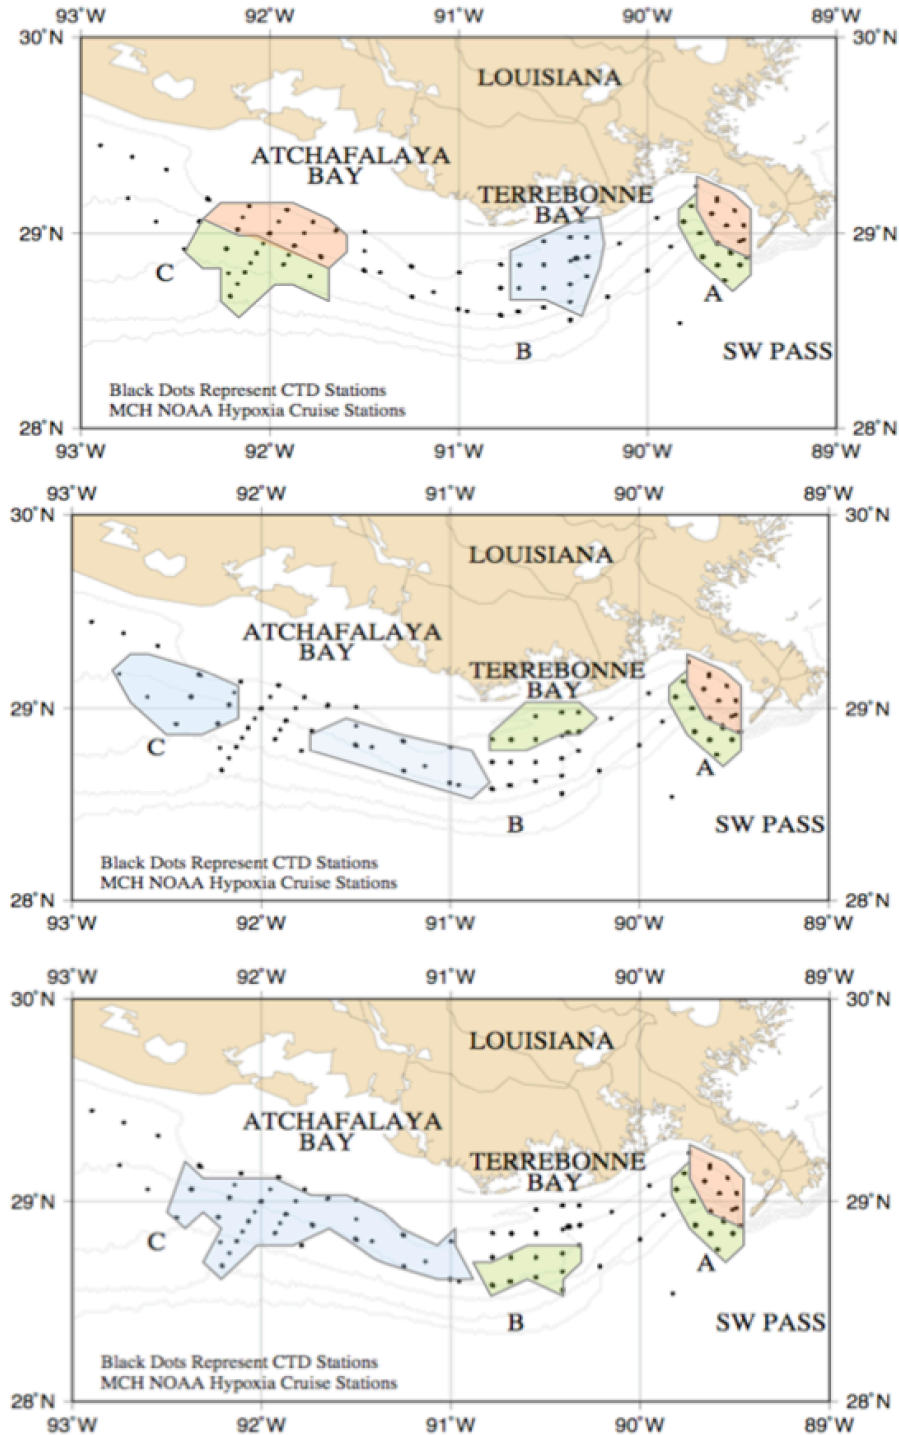 93°W 92°W 91°W 90°W 89°W
30°N 30°N
LOUISIANA
ATCHAFALAYA
BAY
TERREBONNE
BAY
29°N 29°N
C
A
B
SW PASS
Black Dots Represent CTD Stations
MCH NOAA Hypoxia Cruise Stations
28°N 28°N
93°W 92°W 91°W 90°W 89°W
93°W 92°W 91°W 90°W 89°W
30°N 30°N
LOUISIANA
ATCHAFALAYA
BAY
TERREBONNE
BAY
29°N 29°N
C
A
B
SW PASS
Black Dots Represent CTD Stations
MCH NOAA Hypoxia Cruise Stations
28°N 28°N
93°W 92°W 91°W 90°W 89°W
93°W 92°W 91°W 90°W 89°W
30°N 30°N
LOUISIANA
ATCHAFALAYA
BAY
TERREBONNE
BAY
29°N 29°N
C
A
B
SW PASS
Black Dots Represent CTD Stations
MCH NOAA Hypoxia Cruise Stations
28°N 28°N
93°W 92°W 91°W 90°W 89°W